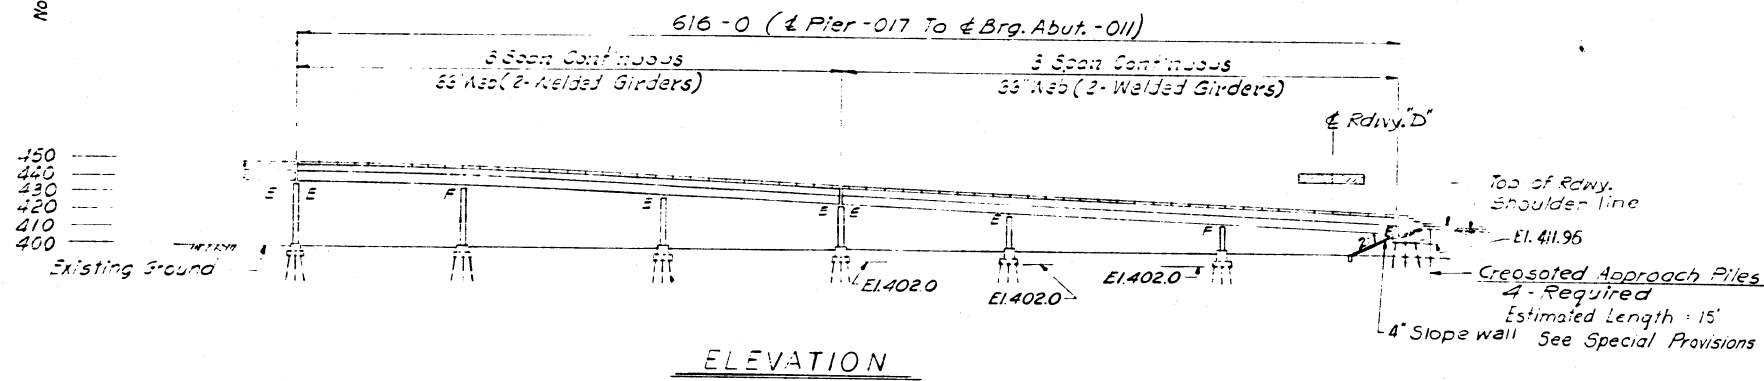 No
616-0 (℄ Pier-017 To ℄ Brg. Abut.-011)
3 Span Continuous
33" Web (2-Welded Girders)
3 Span Continuous
33" Web (2-Welded Girders)
℄ Rdwy. "D"
450
440
430
420
410
400
E E
F
E
E E
E
F
E
Top of Rdwy.
Shoulder line
El. 411.96
2:1
Existing Ground
El. 402.0
El. 402.0
El. 402.0
Creosoted Approach Piles
4-Required
Estimated Length = 15'
4" Slope wall See Special Provisions
ELEVATION